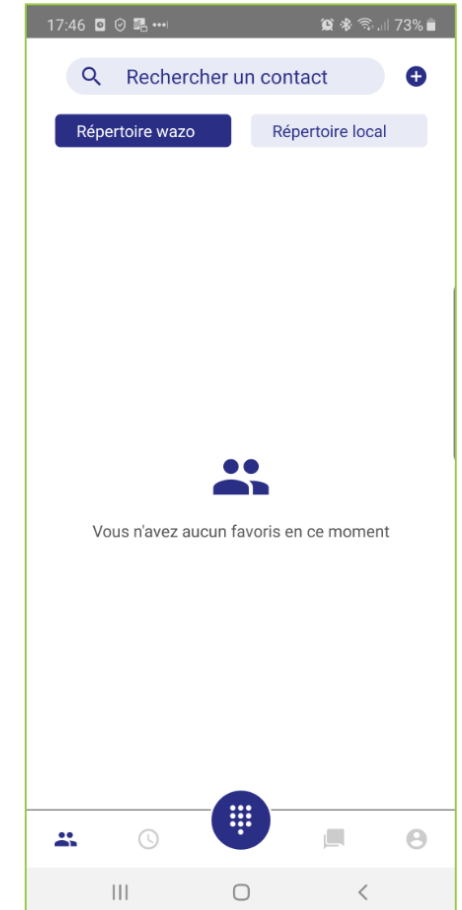 17:46 73%
Rechercher un contact
Répertoire wazo Répertoire local
Vous n'avez aucun favoris en ce moment